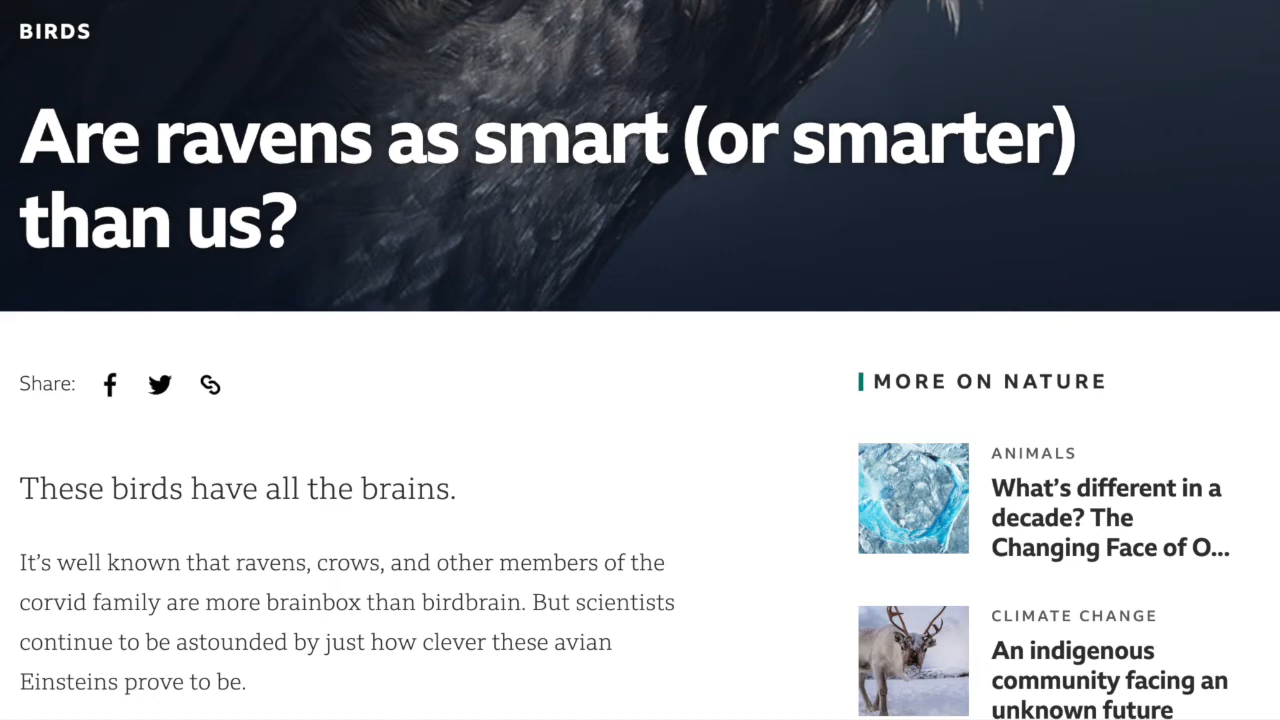 BIRDS
Are ravens as smart (or smarter)
than us?
Share:
These birds have all the brains.
It’s well known that ravens, crows, and other members of the
corvid family are more brainbox than birdbrain. But scientists
continue to be astounded by just how clever these avian
Einsteins prove to be.
MORE ON NATURE
ANIMALS
What’s different in a
decade? The
Changing Face of O...
CLIMATE CHANGE
An indigenous
community facing an
unknown future